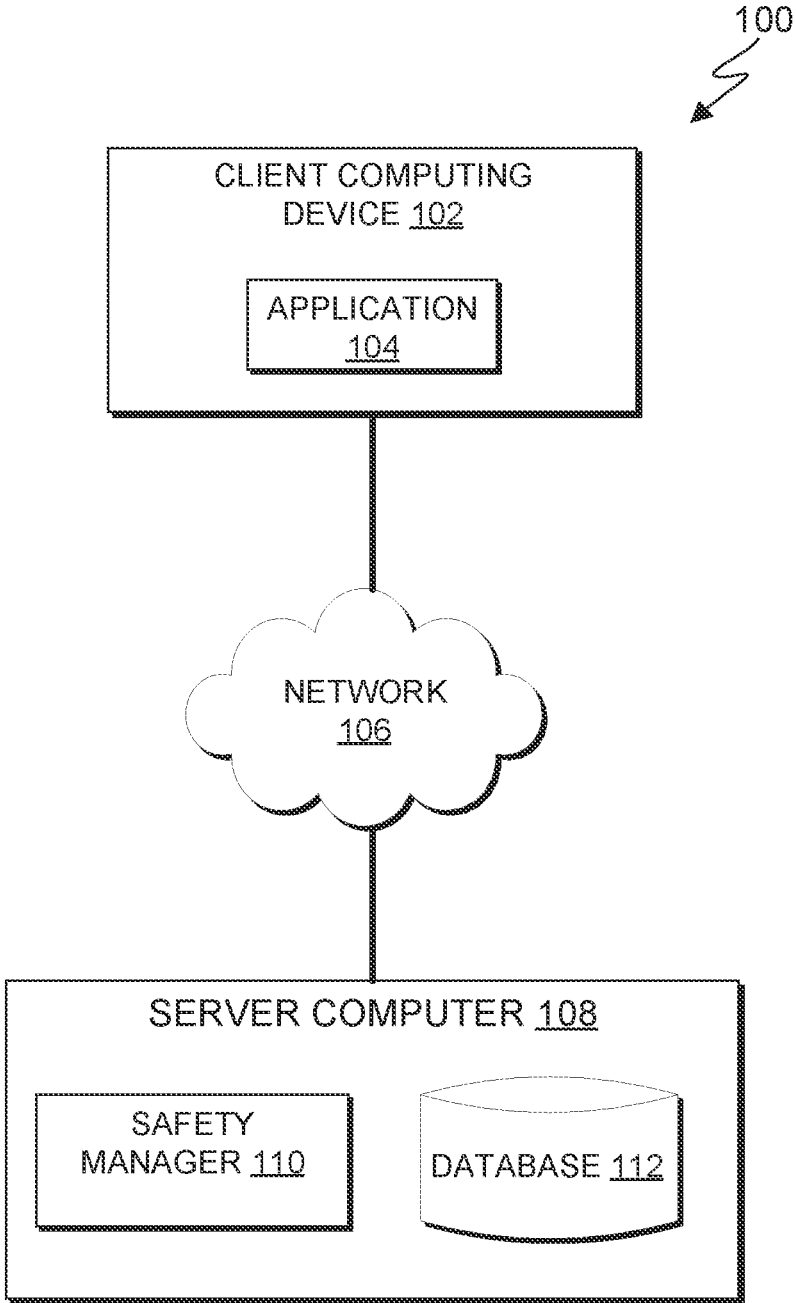 100
CLIENT COMPUTING
DEVICE 102
APPLICATION
104
NETWORK
106
SERVER COMPUTER 108
SAFETY
MANAGER 110
DATABASE 112